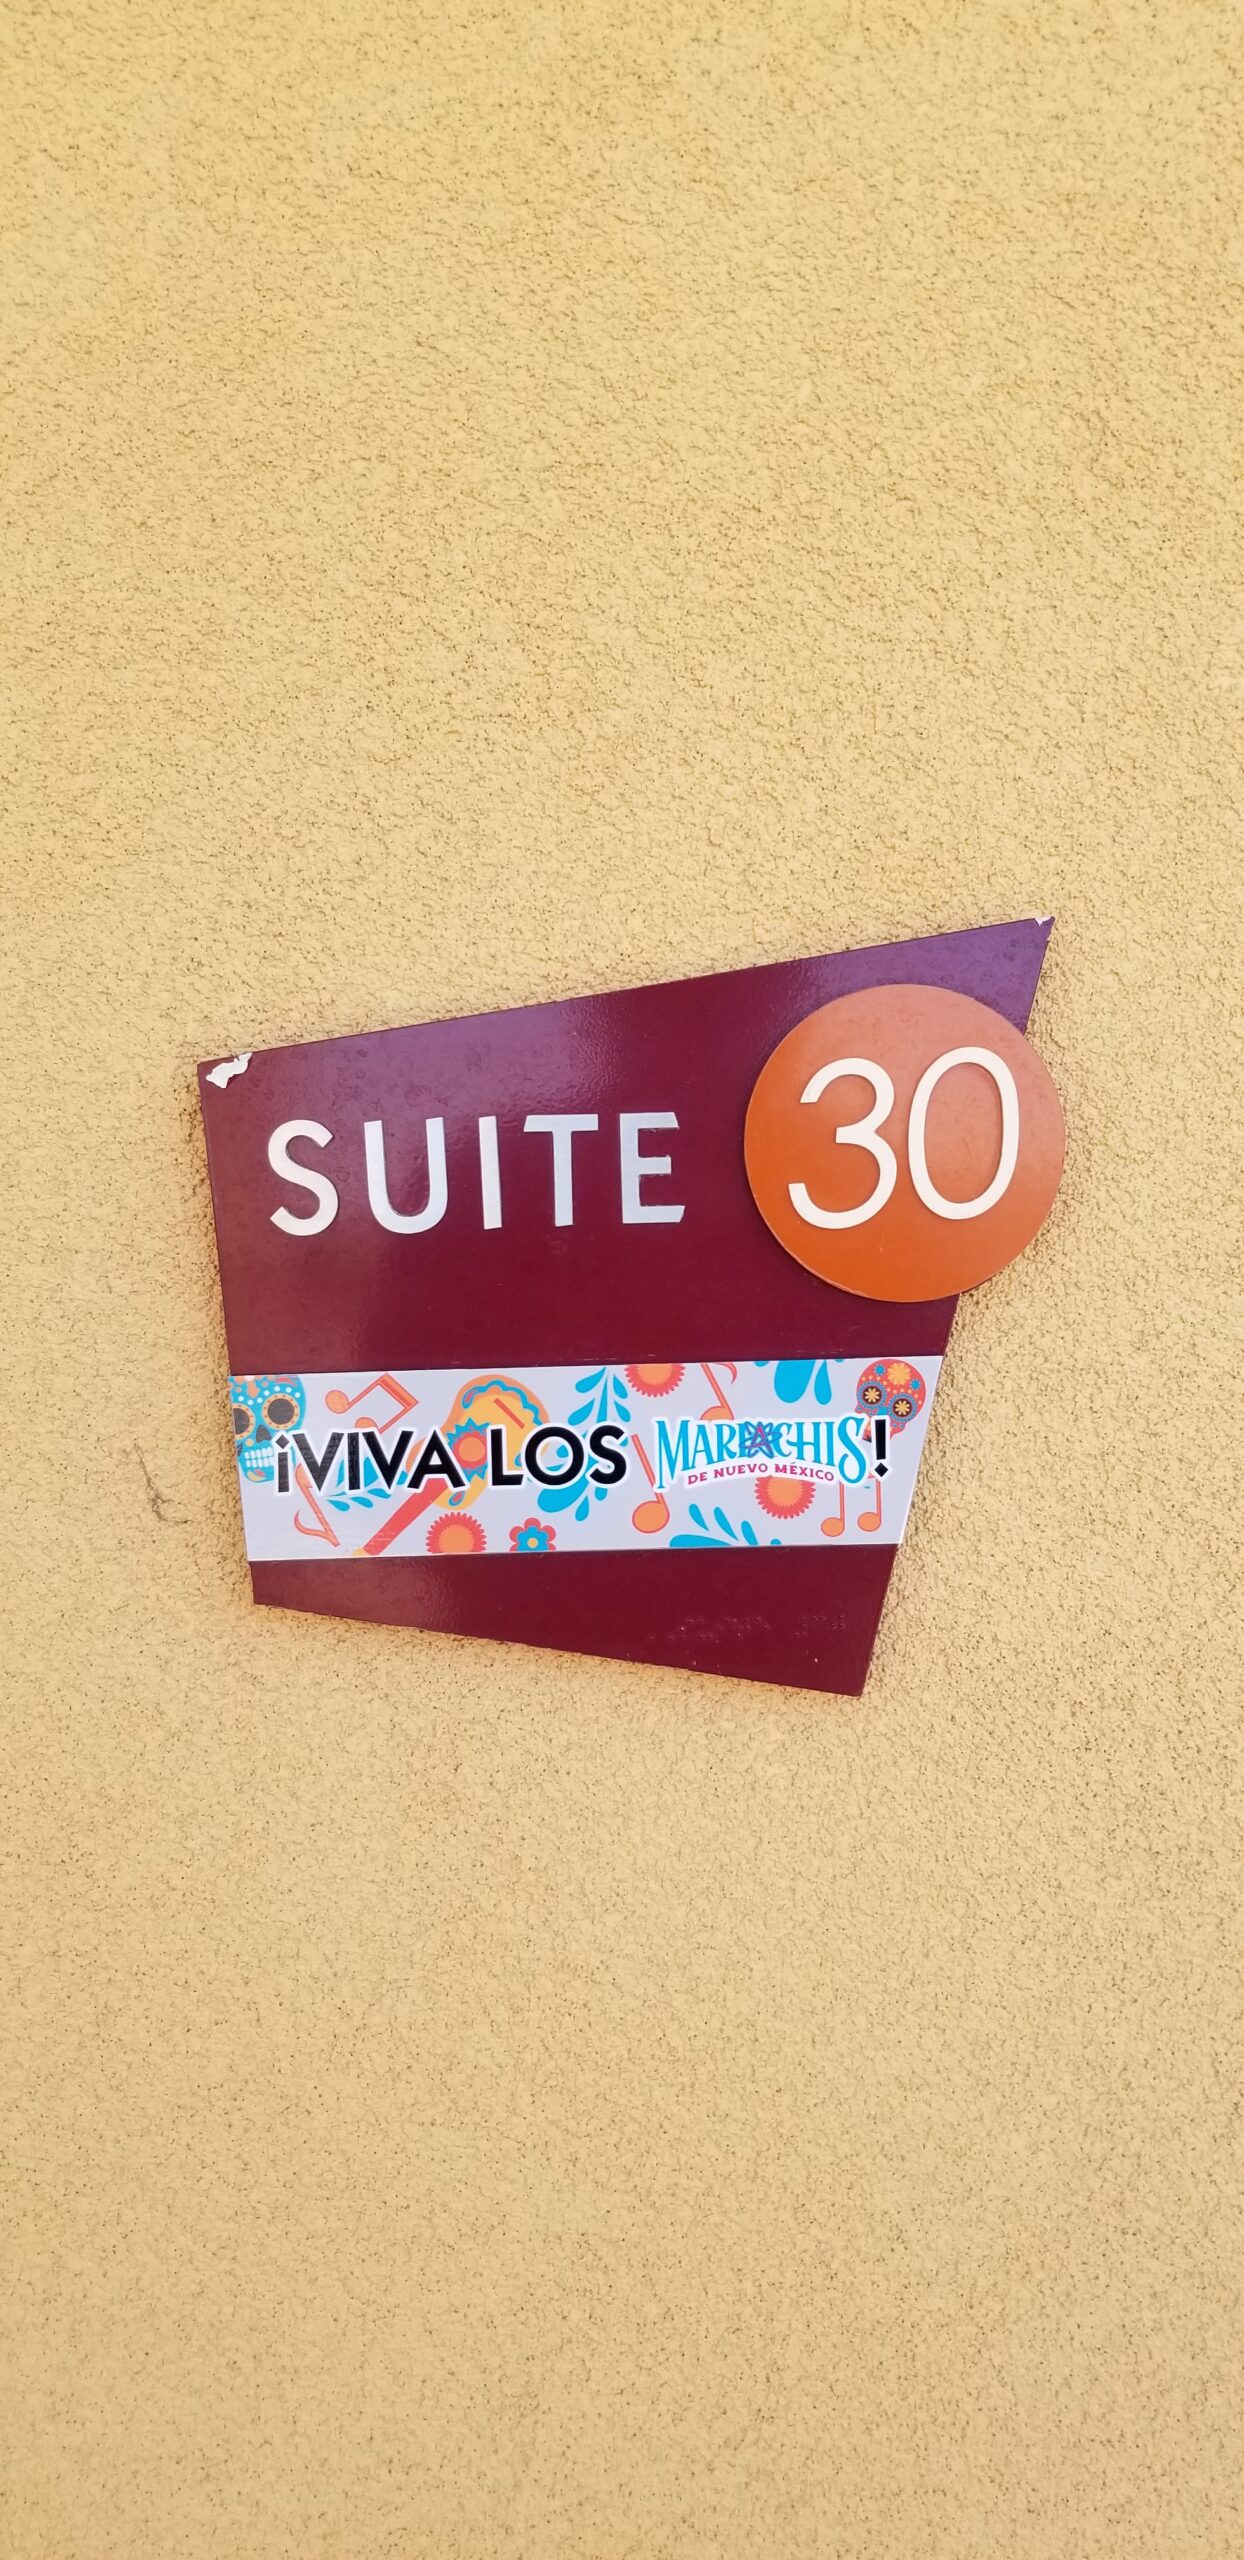 SUITE 30
¡VIVA LOS MARIACHIS!
DE NUEVO MÉXICO